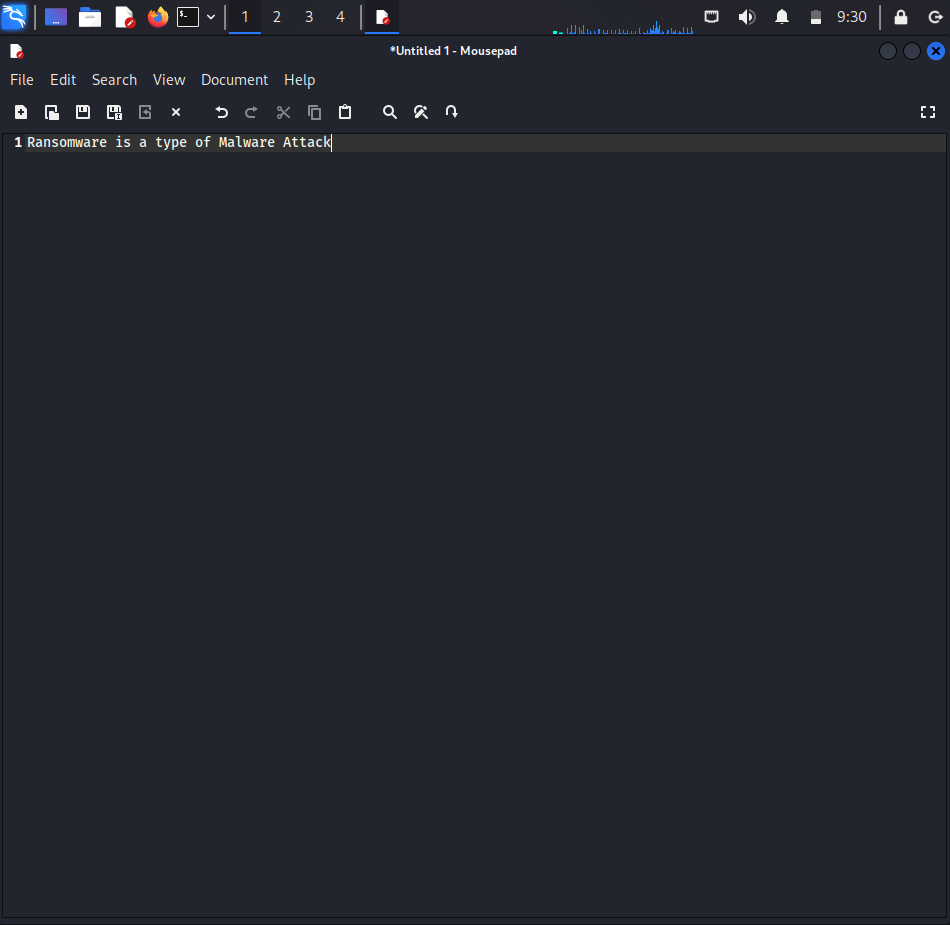 1 2 3 4 9:30
*Untitled 1 - Mousepad
File Edit Search View Document Help
1 Ransomware is a type of Malware Attack